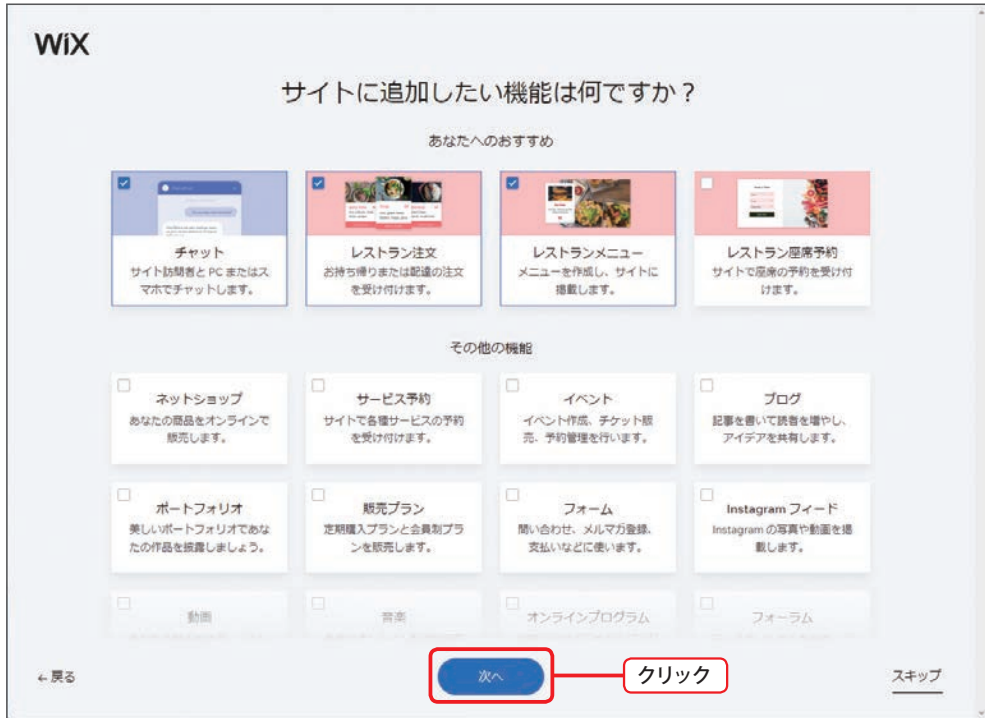 WiX
サイトに追加したい機能は何ですか？
あなたへのおすすめ
チャット
サイト訪問者と PC またはス
マホでチャットします。
レストラン注文
お持ち帰りまたは配達の注文
を受け付けます。
レストランメニュー
メニューを作成し、サイトに
掲載します。
レストラン座席予約
サイトで座席の予約を受け付
けます。
その他の機能
ネットショップ
あなたの商品をオンラインで
販売します。
サービス予約
サイトで各種サービスの予約
を受け付けます。
イベント
イベント作成、チケット販
売、予約管理を行います。
ブログ
記事を書いて読者を増やし、
アイデアを共有します。
ポートフォリオ
美しいポートフォリオであな
たの作品を披露しましょう。
販売プラン
定期購入プランと会員制プラ
ンを販売します。
フォーム
問い合わせ、メルマガ登録、
支払いなどに使います。
Instagram フィード
Instagram の写真や動画を掲
載します。
動画
音楽
オンラインプログラム
フォーラム
←戻る
次へ
クリック
スキップ